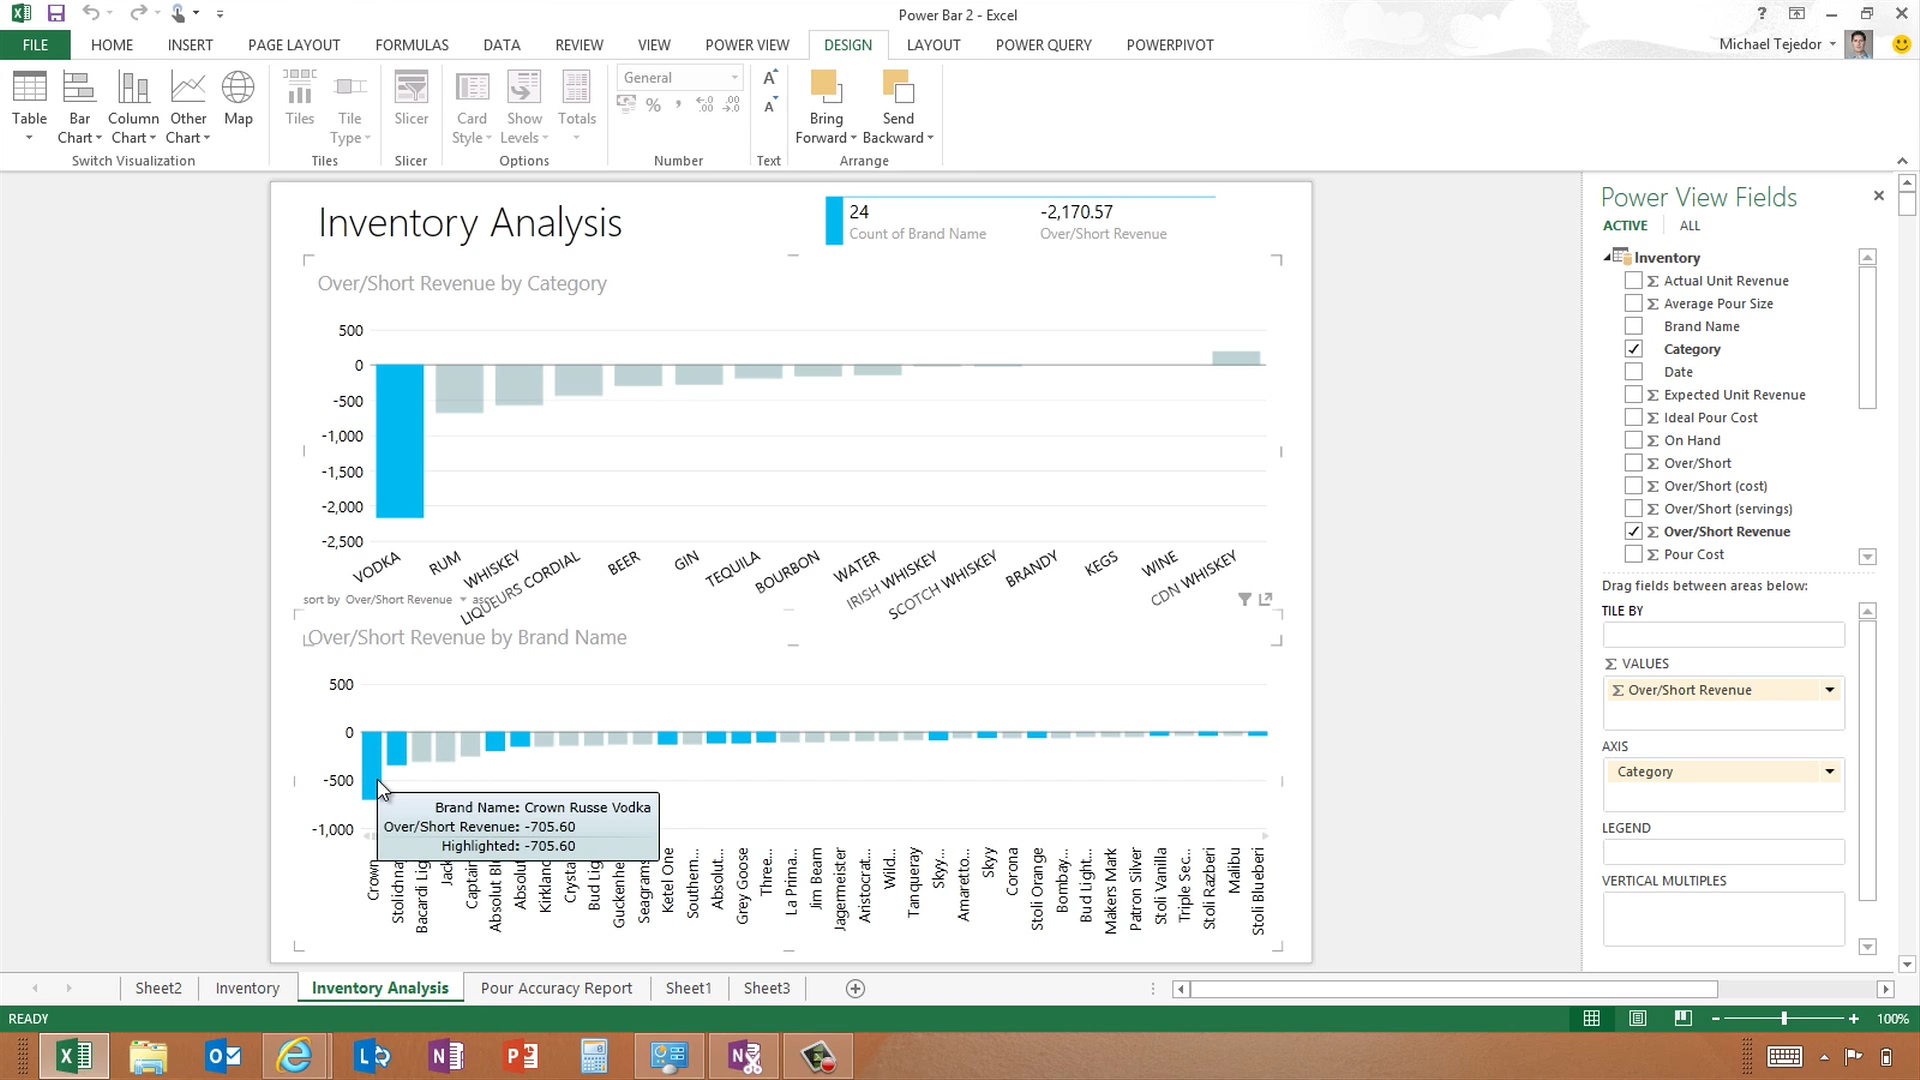 Power Bar 2 - Excel
?
FILE HOME INSERT PAGE LAYOUT FORMULAS DATA REVIEW VIEW POWER VIEW DESIGN LAYOUT POWER QUERY POWERPIVOT
Michael Tejedor
Table
Bar Chart
Column Chart
Other Chart
Map
Switch Visualization
Tiles
Tile Type
Tiles
Slicer
Slicer
Card Style
Show Levels
Totals
Options
General
% ,
Number
A
A
Text
Bring Forward
Send Backward
Arrange
Inventory Analysis
24
Count of Brand Name
-2,170.57
Over/Short Revenue
Over/Short Revenue by Category
500
0
-500
-1,000
-1,500
-2,000
-2,500
VODKA
RUM
WHISKEY
LIQUEURS CORDIAL
BEER
GIN
TEQUILA
BOURBON
WATER
IRISH WHISKEY
SCOTCH WHISKEY
BRANDY
KEGS
WINE
CDN WHISKEY
sort by Over/Short Revenue asc
Over/Short Revenue by Brand Name
500
0
-500
-1,000
Brand Name: Crown Russe Vodka
Over/Short Revenue: -705.60
Highlighted: -705.60
Crown
Stolichna
Bacardi Lig
Jack
Captain
Absolut Bl
Absolut
Kirklan
Crysta
Bud Lig
Guckenhe
Seagrams
Ketel One
Southern...
Absolut...
Grey Goose
Three...
La Prima...
Jim Beam
Jagermeister
Aristocrat...
Wild...
Tanqueray
Skyy...
Amaretto...
Skyy
Corona
Stoli Orange
Bombay...
Bud Light...
Makers Mark
Patron Silver
Stoli Vanilla
Triple Sec...
Stoli Razberi
Malibu
Stoli Blueberi
Power View Fields
ACTIVE ALL
Inventory
Σ Actual Unit Revenue
Σ Average Pour Size
Brand Name
Category
Date
Σ Expected Unit Revenue
Σ Ideal Pour Cost
Σ On Hand
Σ Over/Short
Σ Over/Short (cost)
Σ Over/Short (servings)
Σ Over/Short Revenue
Σ Pour Cost
Drag fields between areas below:
TILE BY
Σ VALUES
Σ Over/Short Revenue
AXIS
Category
LEGEND
VERTICAL MULTIPLES
Sheet2 Inventory Inventory Analysis Pour Accuracy Report Sheet1 Sheet3
READY
100%